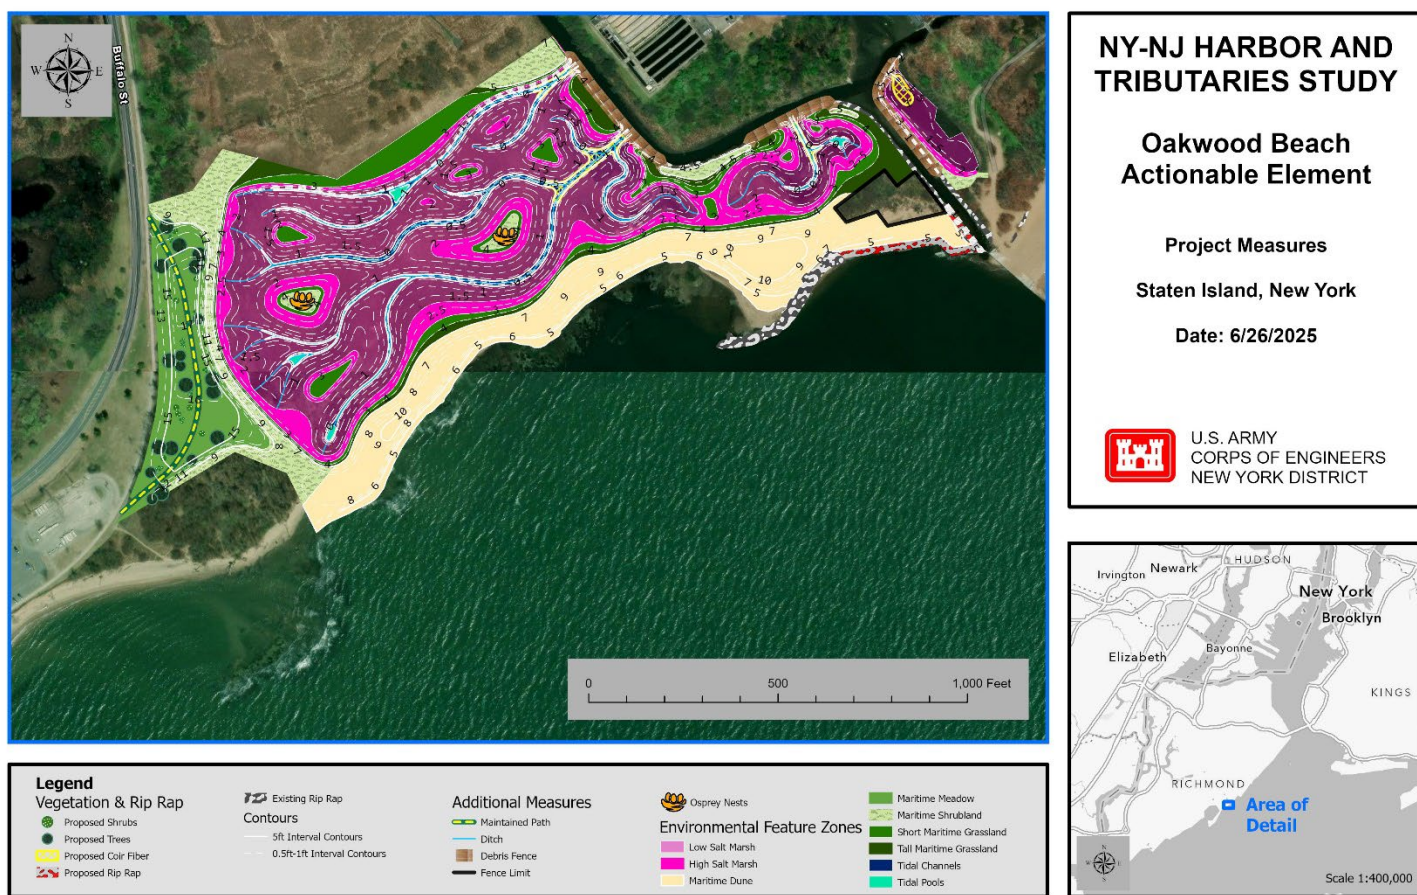 NY-NJ HARBOR AND
TRIBUTARIES STUDY
Oakwood Beach
Actionable Element
Project Measures
Staten Island, New York
Date: 6/26/2025
U.S. ARMY
CORPS OF ENGINEERS
NEW YORK DISTRICT
N
W E
S
Buffalo St
0 500 1,000 Feet
Legend
Vegetation & Rip Rap
Proposed Shrubs
Proposed Trees
Proposed Coir Fiber
Proposed Rip Rap
Existing Rip Rap
Contours
5ft Interval Contours
0.5ft-1ft Interval Contours
Additional Measures
Maintained Path
Ditch
Debris Fence
Fence Limit
Osprey Nests
Environmental Feature Zones
Low Salt Marsh
High Salt Marsh
Maritime Dune
Maritime Meadow
Maritime Shrubland
Short Maritime Grassland
Tall Maritime Grassland
Tidal Channels
Tidal Pools
HUDSON
Irvington
Newark
New York
Brooklyn
Elizabeth
Bayonne
KINGS
RICHMOND
Area of
Detail
Scale 1:400,000